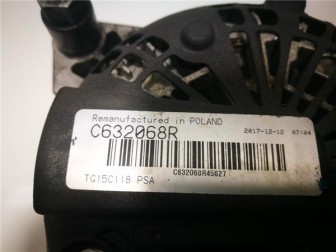 Remanufactured in POLAND
C632068R
2017-12-12 07:04
TG15C118 PSA
C632068R45627